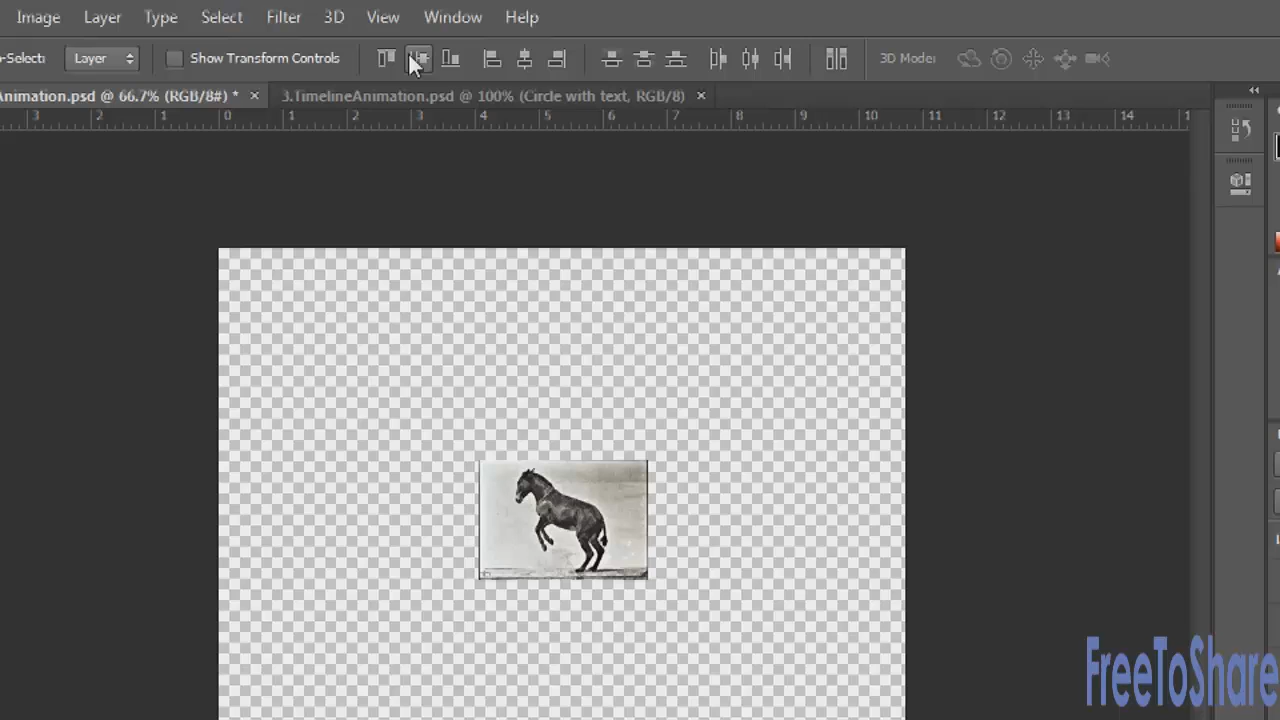 Image Layer Type Select Filter 3D View Window Help
o-Select: Layer Show Transform Controls 3D Mode:
Animation.psd @ 66.7% (RGB/8#) * × 3.TimelineAnimation.psd @ 100% (Circle with text, RGB/8) ×
3 2 1 0 1 2 3 4 5 6 7 8 9 10 11 12 13 14 1
FreeToShare